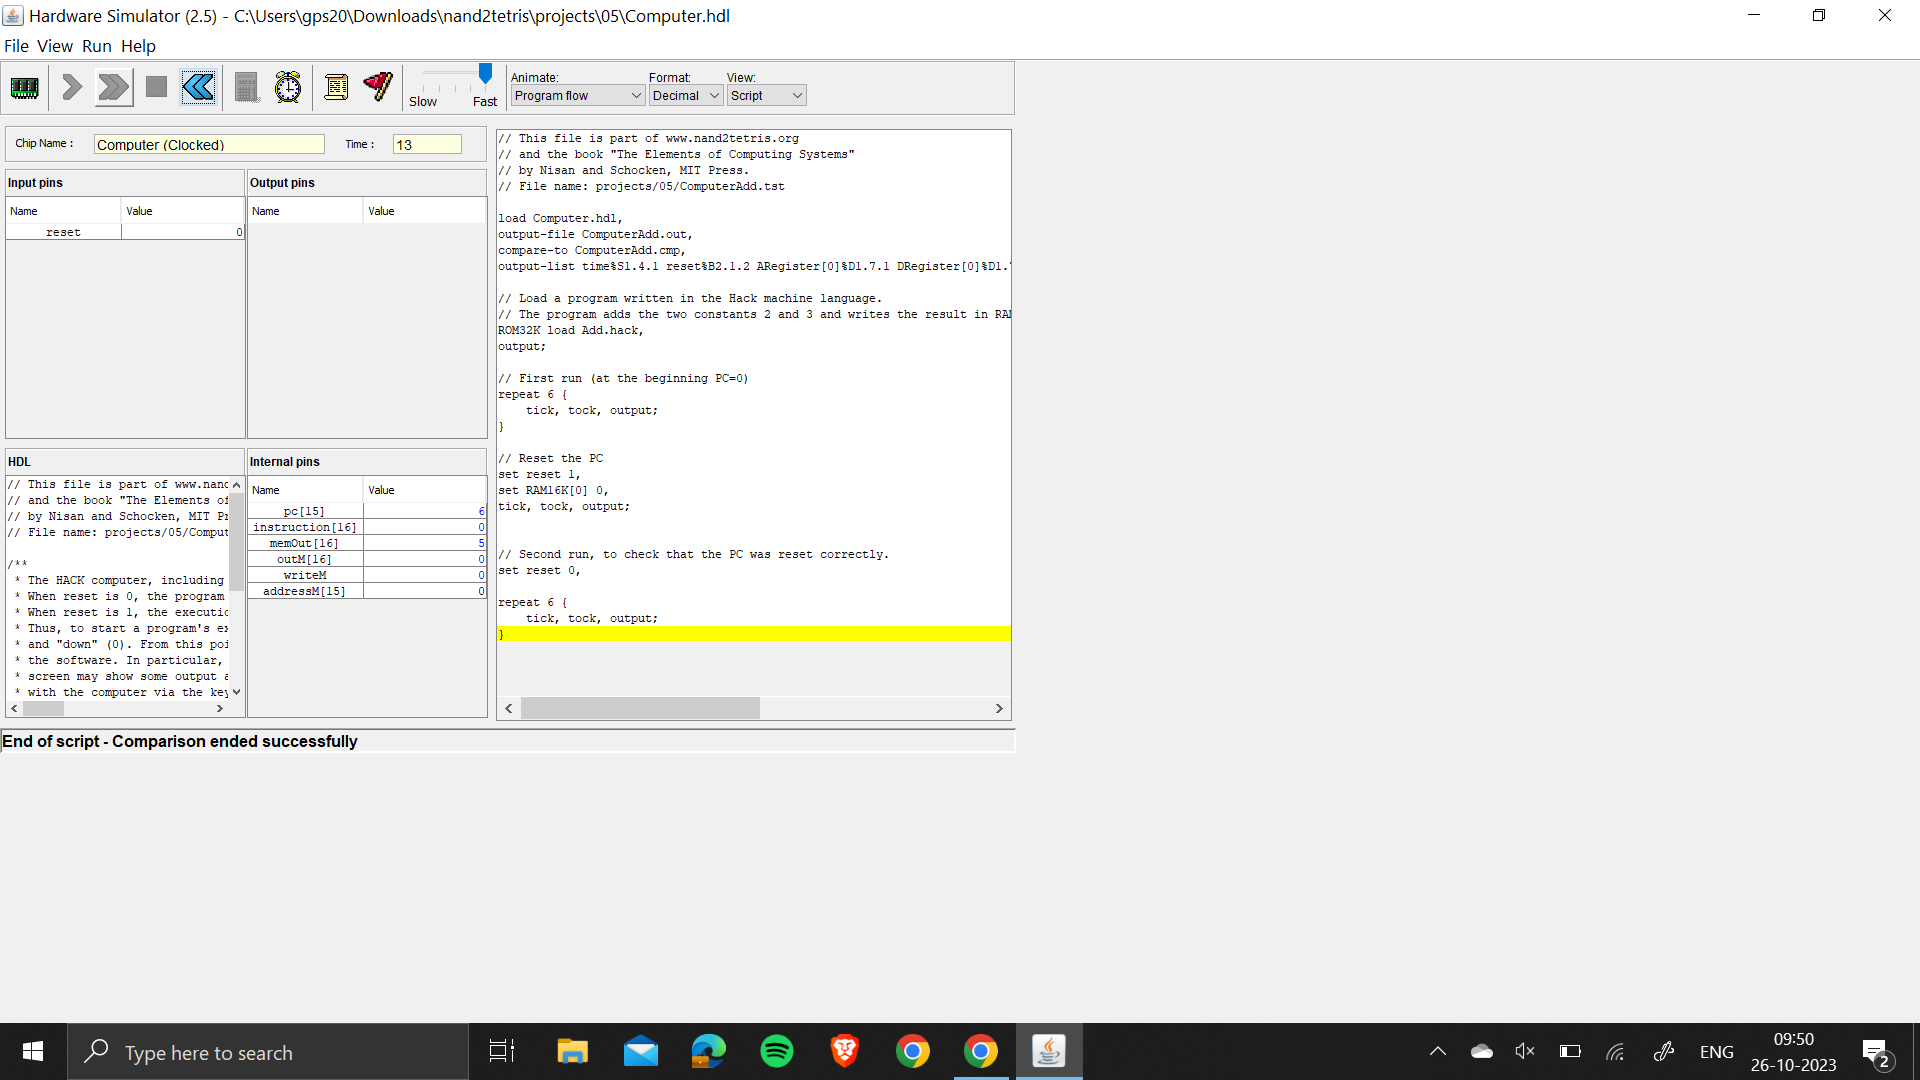 Hardware Simulator (2.5) - C:\Users\gps20\Downloads\nand2tetris\projects\05\Computer.hdl
File View Run Help
Slow Fast
Animate: Format: View:
Program flow Decimal Script
Chip Name : Computer (Clocked) Time : 13
Input pins
Name Value
reset 0
Output pins
Name Value
HDL
// This file is part of www.nand
// and the book "The Elements of
// by Nisan and Schocken, MIT Pr
// File name: projects/05/Comput
/**
* The HACK computer, including
* When reset is 0, the program
* When reset is 1, the executio
* Thus, to start a program's ex
* and "down" (0). From this poi
* the software. In particular,
* screen may show some output a
* with the computer via the key
Internal pins
Name Value
pc[15] 6
instruction[16] 0
memOut[16] 5
outM[16] 0
writeM 0
addressM[15] 0
// This file is part of www.nand2tetris.org
// and the book "The Elements of Computing Systems"
// by Nisan and Schocken, MIT Press.
// File name: projects/05/ComputerAdd.tst
load Computer.hdl,
output-file ComputerAdd.out,
compare-to ComputerAdd.cmp,
output-list time%S1.4.1 reset%B2.1.2 ARegister[0]%D1.7.1 DRegister[0]%D1.
// Load a program written in the Hack machine language.
// The program adds the two constants 2 and 3 and writes the result in RAM
ROM32K load Add.hack,
output;
// First run (at the beginning PC=0)
repeat 6 {
tick, tock, output;
}
// Reset the PC
set reset 1,
set RAM16K[0] 0,
tick, tock, output;
// Second run, to check that the PC was reset correctly.
set reset 0,
repeat 6 {
tick, tock, output;
}
End of script - Comparison ended successfully
Type here to search
ENG
09:50
26-10-2023
2